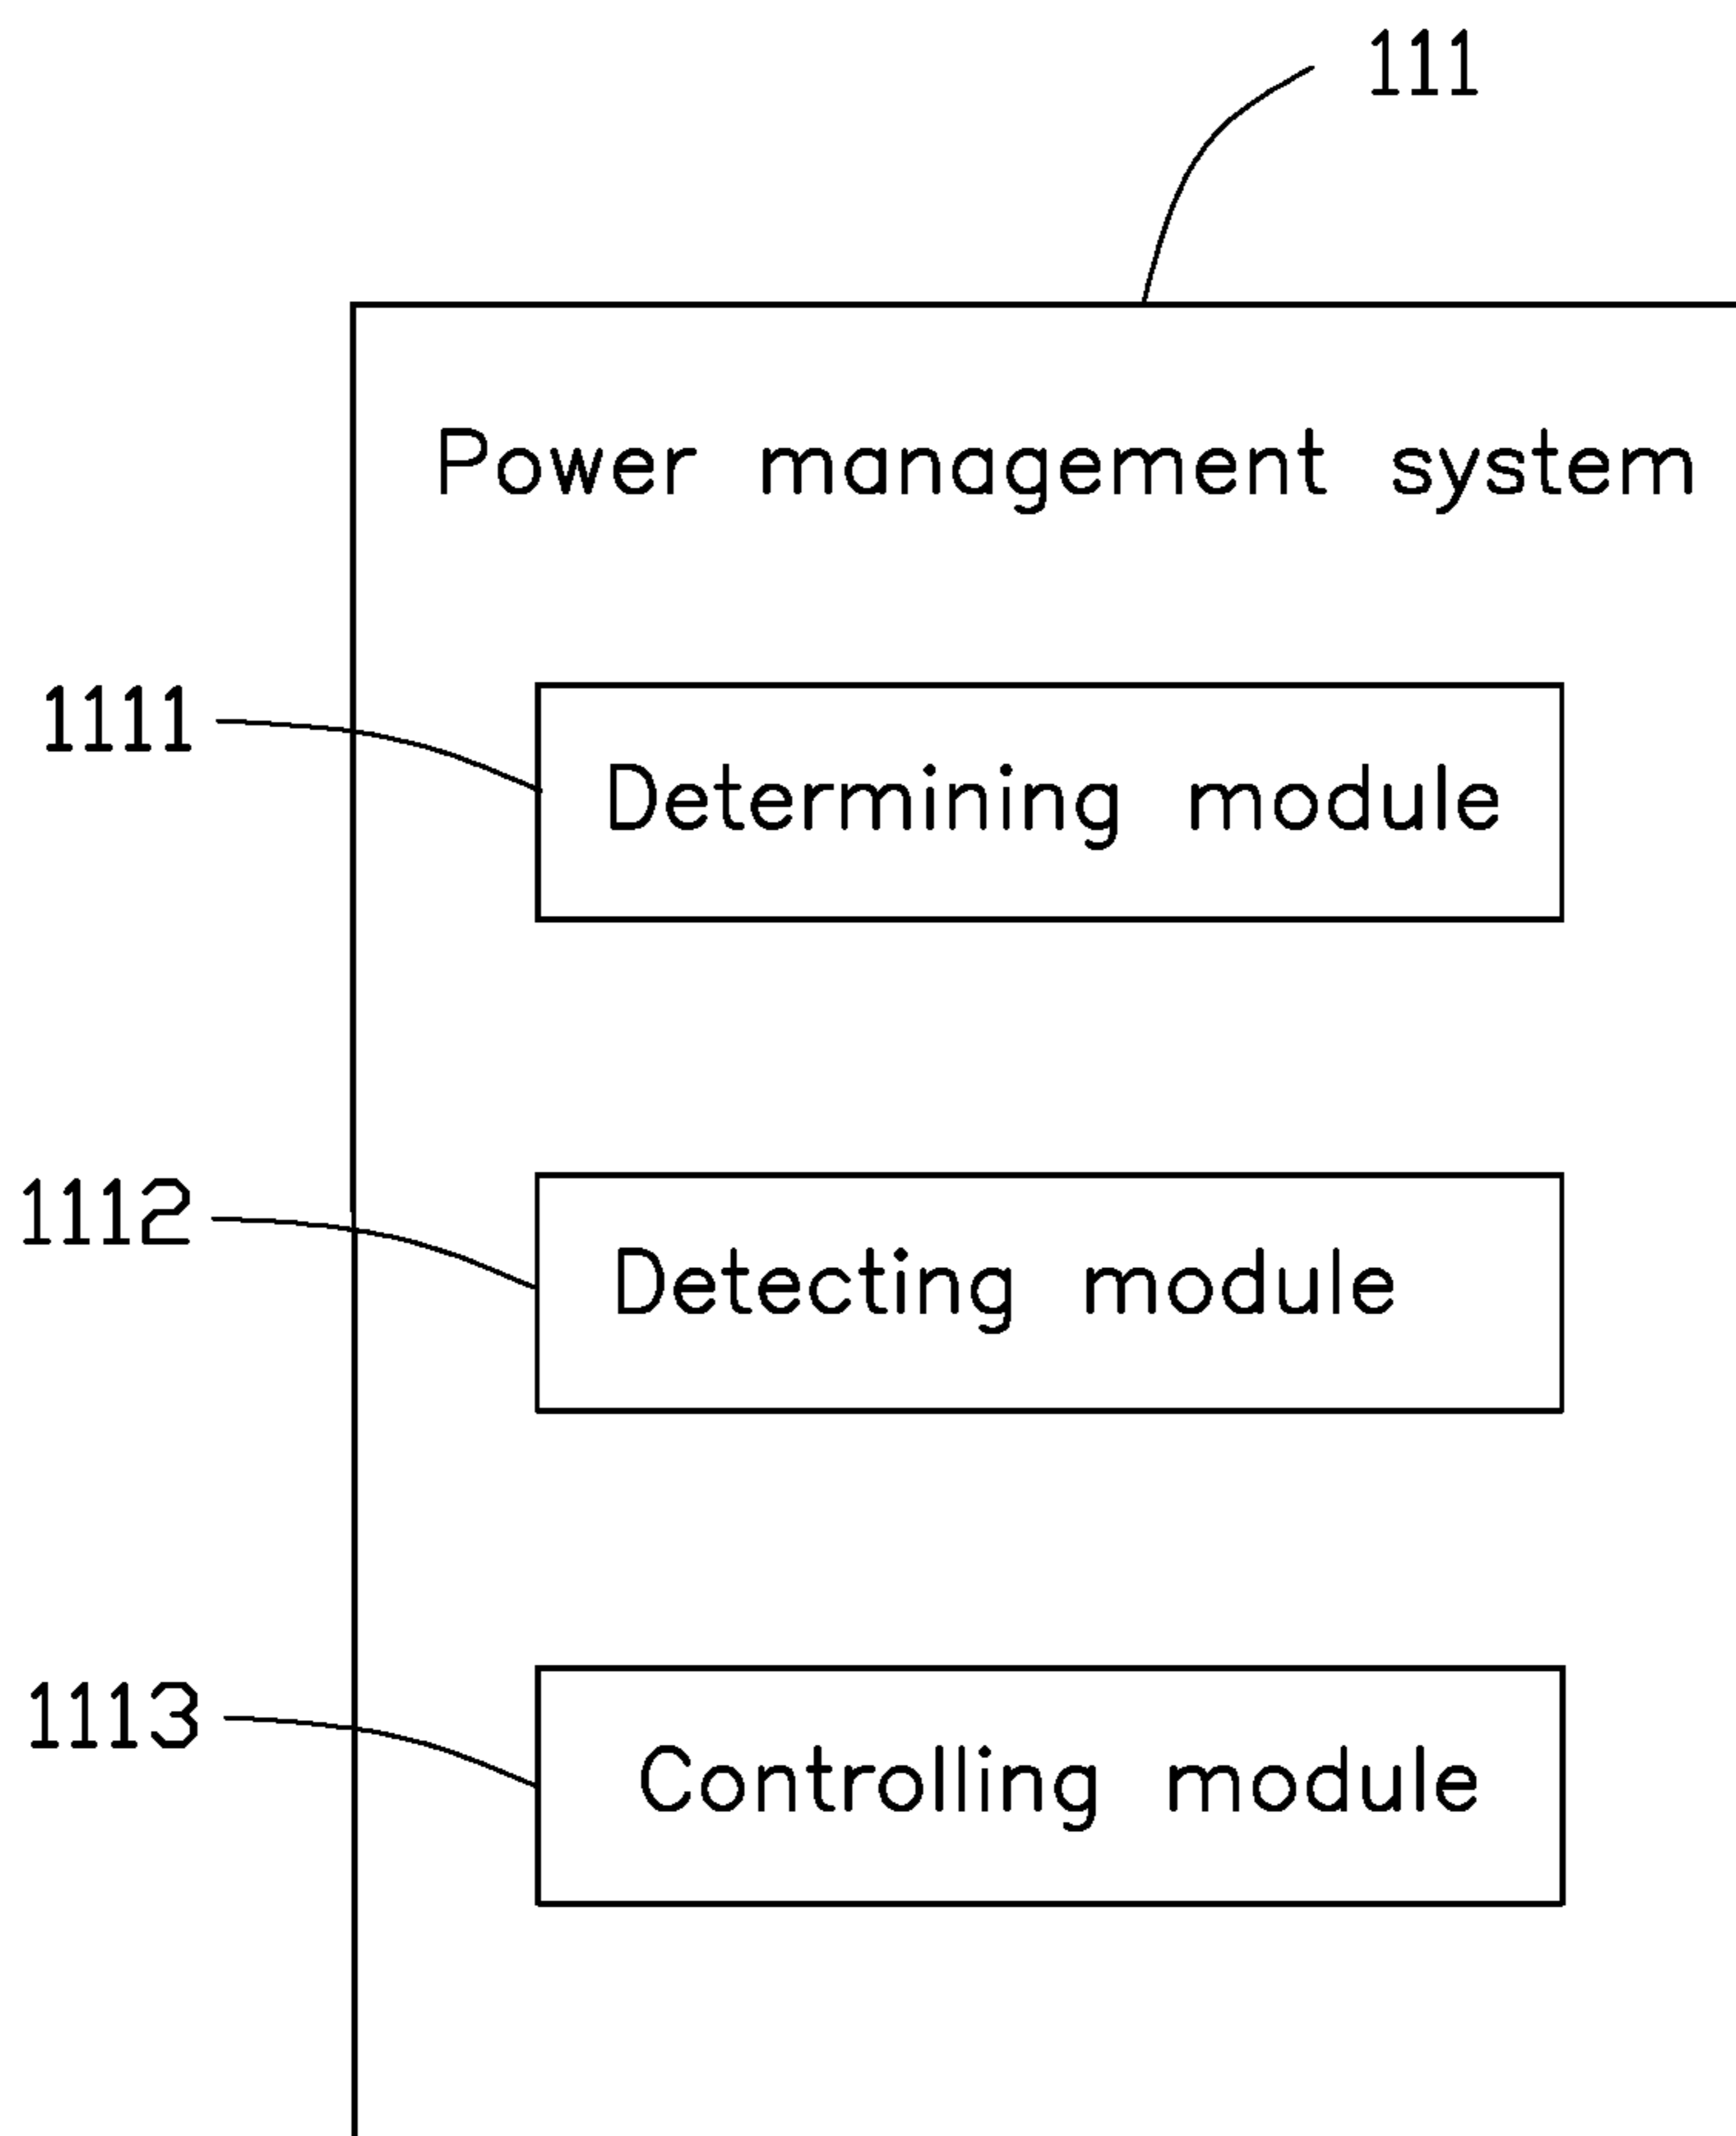 111
Power management system
1111
Determining module
1112
Detecting module
1113
Controlling module